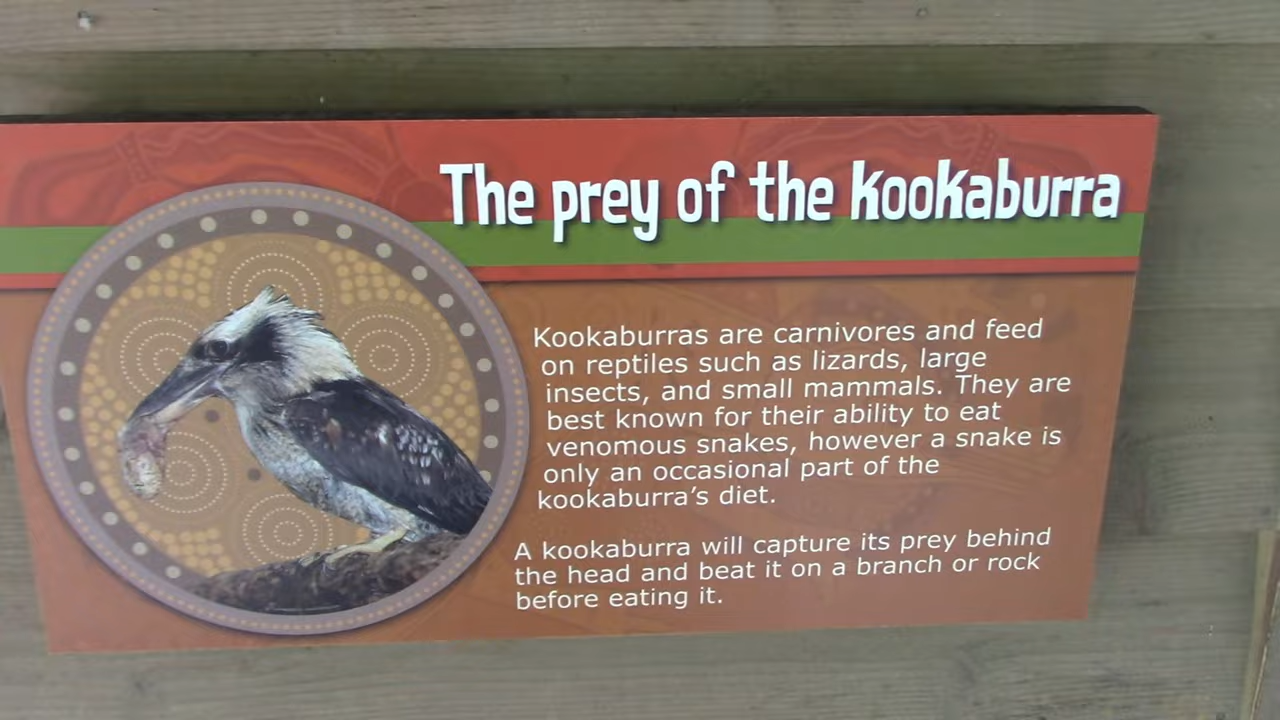 The prey of the kookaburra
Kookaburras are carnivores and feed
on reptiles such as lizards, large
insects, and small mammals. They are
best known for their ability to eat
venomous snakes, however a snake is
only an occasional part of the
kookaburra's diet.
A kookaburra will capture its prey behind
the head and beat it on a branch or rock
before eating it.